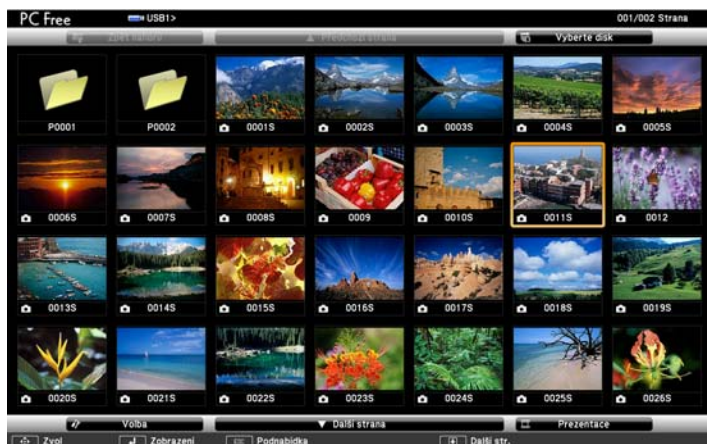 PC Free USB1> 001/002 Strana
Zpět nahoru ▲ Předchozí strana Vyberte disk
P0001 P0002 0001S 0002S 0003S 0004S 0005S
0006S 0007S 0008S 0009 0010S 0011S 0012
0013S 0014S 0015S 0016S 0017S 0018S 0019S
0020S 0021S 0022S 0023S 0024S 0025S 0026S
Volba ▼ Další strana Prezentace
Zvol Zobrazení ESC Podnabídka Další str.